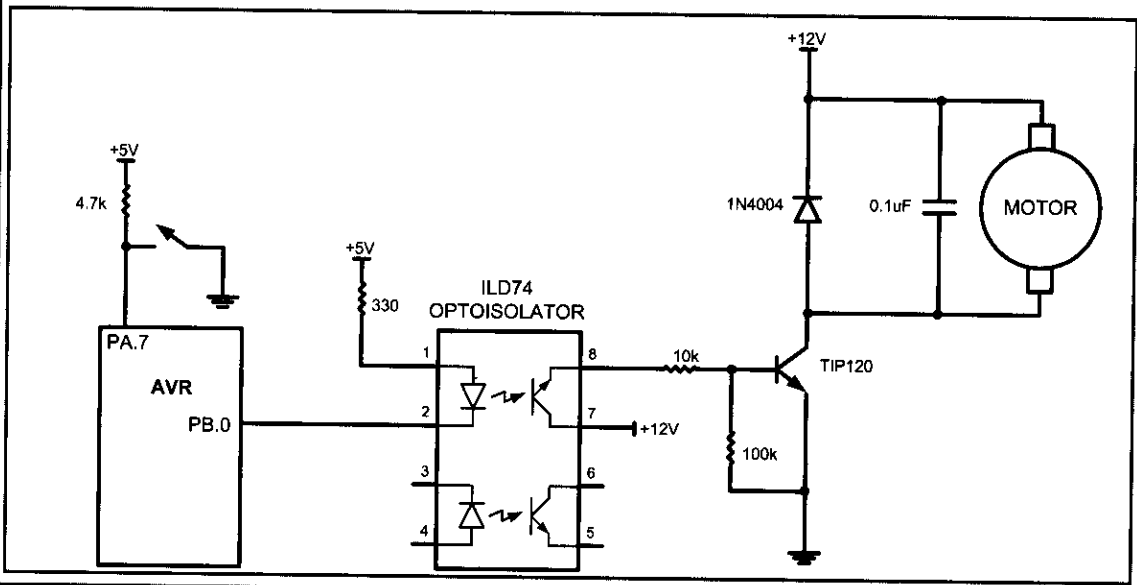 +12V
+5V
4.7k
1N4004
0.1uF
MOTOR
+5V
330
ILD74
OPTOISOLATOR
PA.7
AVR
PB.0
1
8
10k
TIP120
2
7
+12V
100k
3
6
4
5